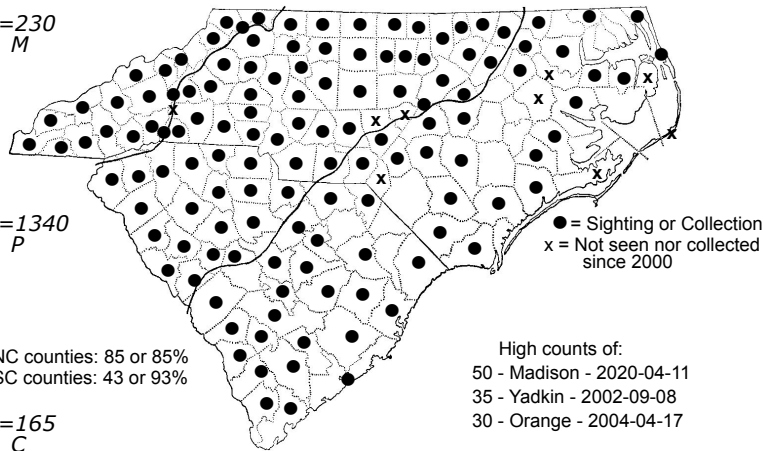 =230
M
=1340
P
=165
C
● = Sighting or Collection
x = Not seen nor collected
since 2000
NC counties: 85 or 85%
SC counties: 43 or 93%
High counts of:
50 - Madison - 2020-04-11
35 - Yadkin - 2002-09-08
30 - Orange - 2004-04-17
x
x
x
x
x
x
x
x
x